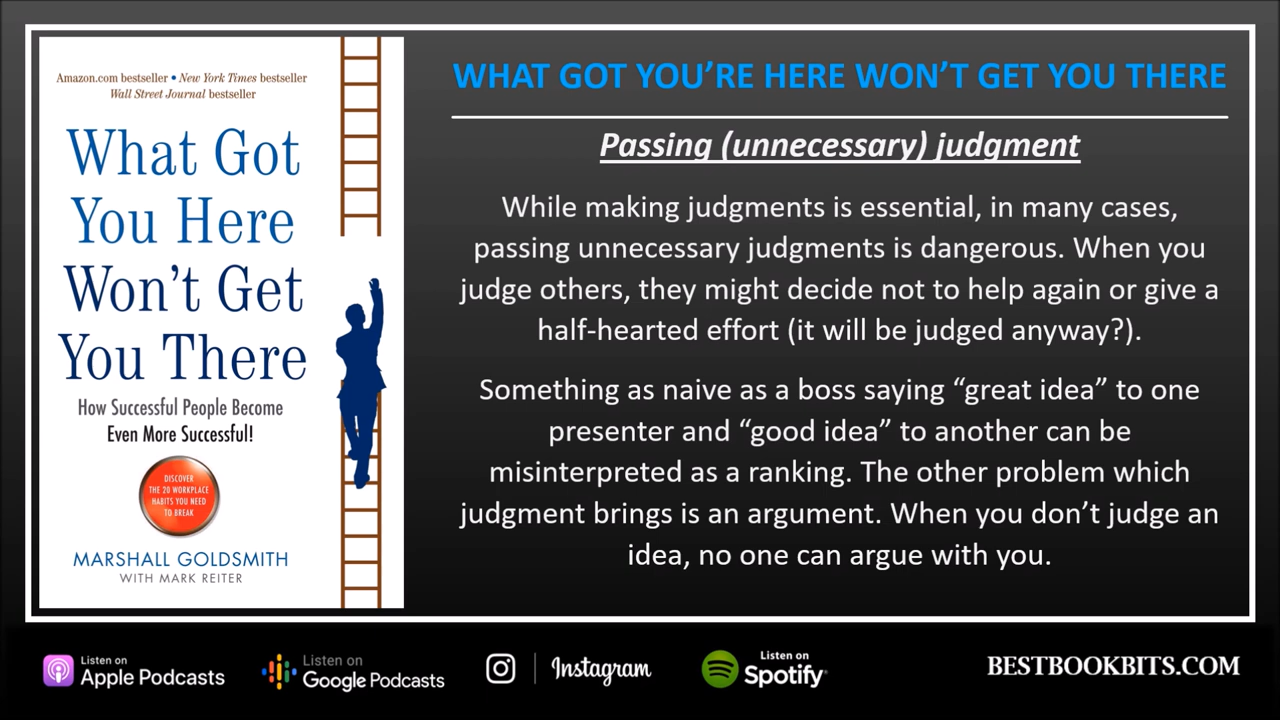 Amazon.com bestseller • New York Times bestseller
Wall Street Journal bestseller
What Got
You Here
Won't Get
You There
How Successful People Become
Even More Successful!
DISCOVER
THE 20 WORKPLACE
HABITS YOU NEED
TO BREAK
MARSHALL GOLDSMITH
WITH MARK REITER
WHAT GOT YOU’RE HERE WON’T GET YOU THERE
Passing (unnecessary) judgment
While making judgments is essential, in many cases,
passing unnecessary judgments is dangerous. When you
judge others, they might decide not to help again or give a
half-hearted effort (it will be judged anyway?).
Something as naive as a boss saying “great idea” to one
presenter and “good idea” to another can be
misinterpreted as a ranking. The other problem which
judgment brings is an argument. When you don’t judge an
idea, no one can argue with you.
Listen on
Apple Podcasts
Listen on
Google Podcasts
Instagram
Listen on
Spotify
BESTBOOKBITS.COM